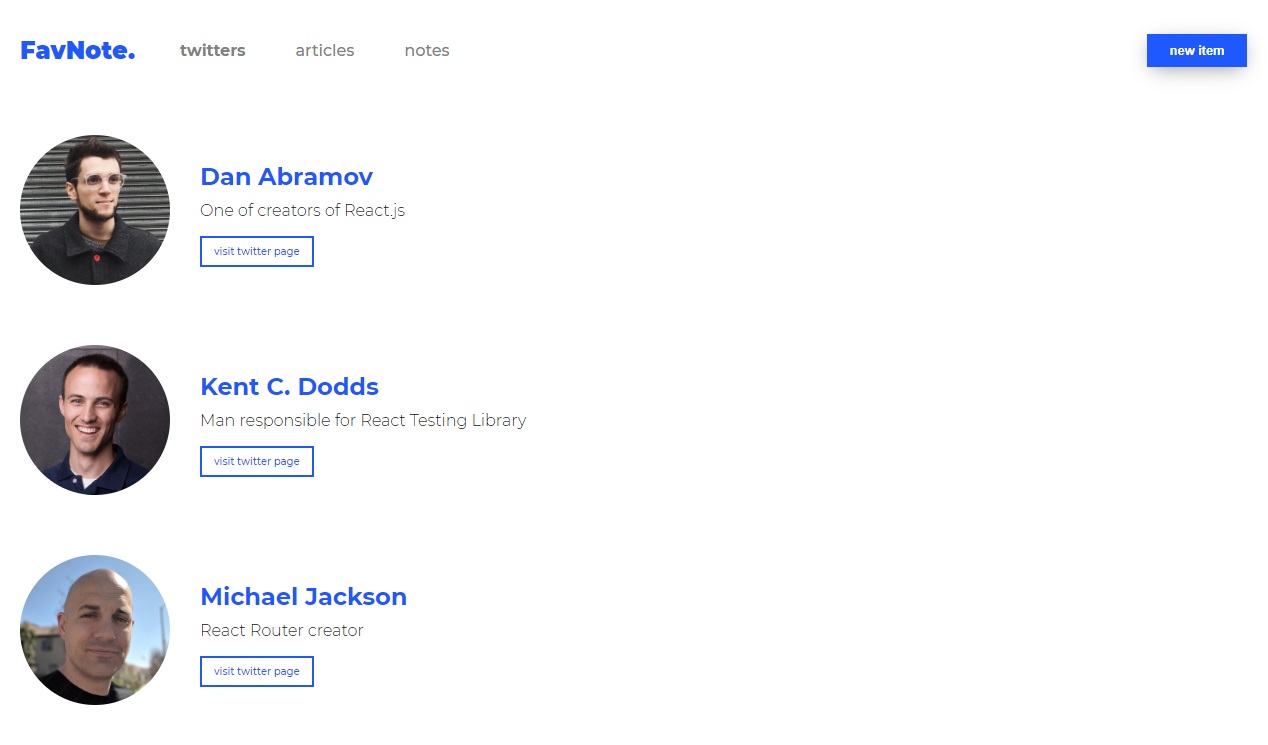 FavNote. twitters articles notes new item
Dan Abramov
One of creators of React.js
visit twitter page
Kent C. Dodds
Man responsible for React Testing Library
visit twitter page
Michael Jackson
React Router creator
visit twitter page